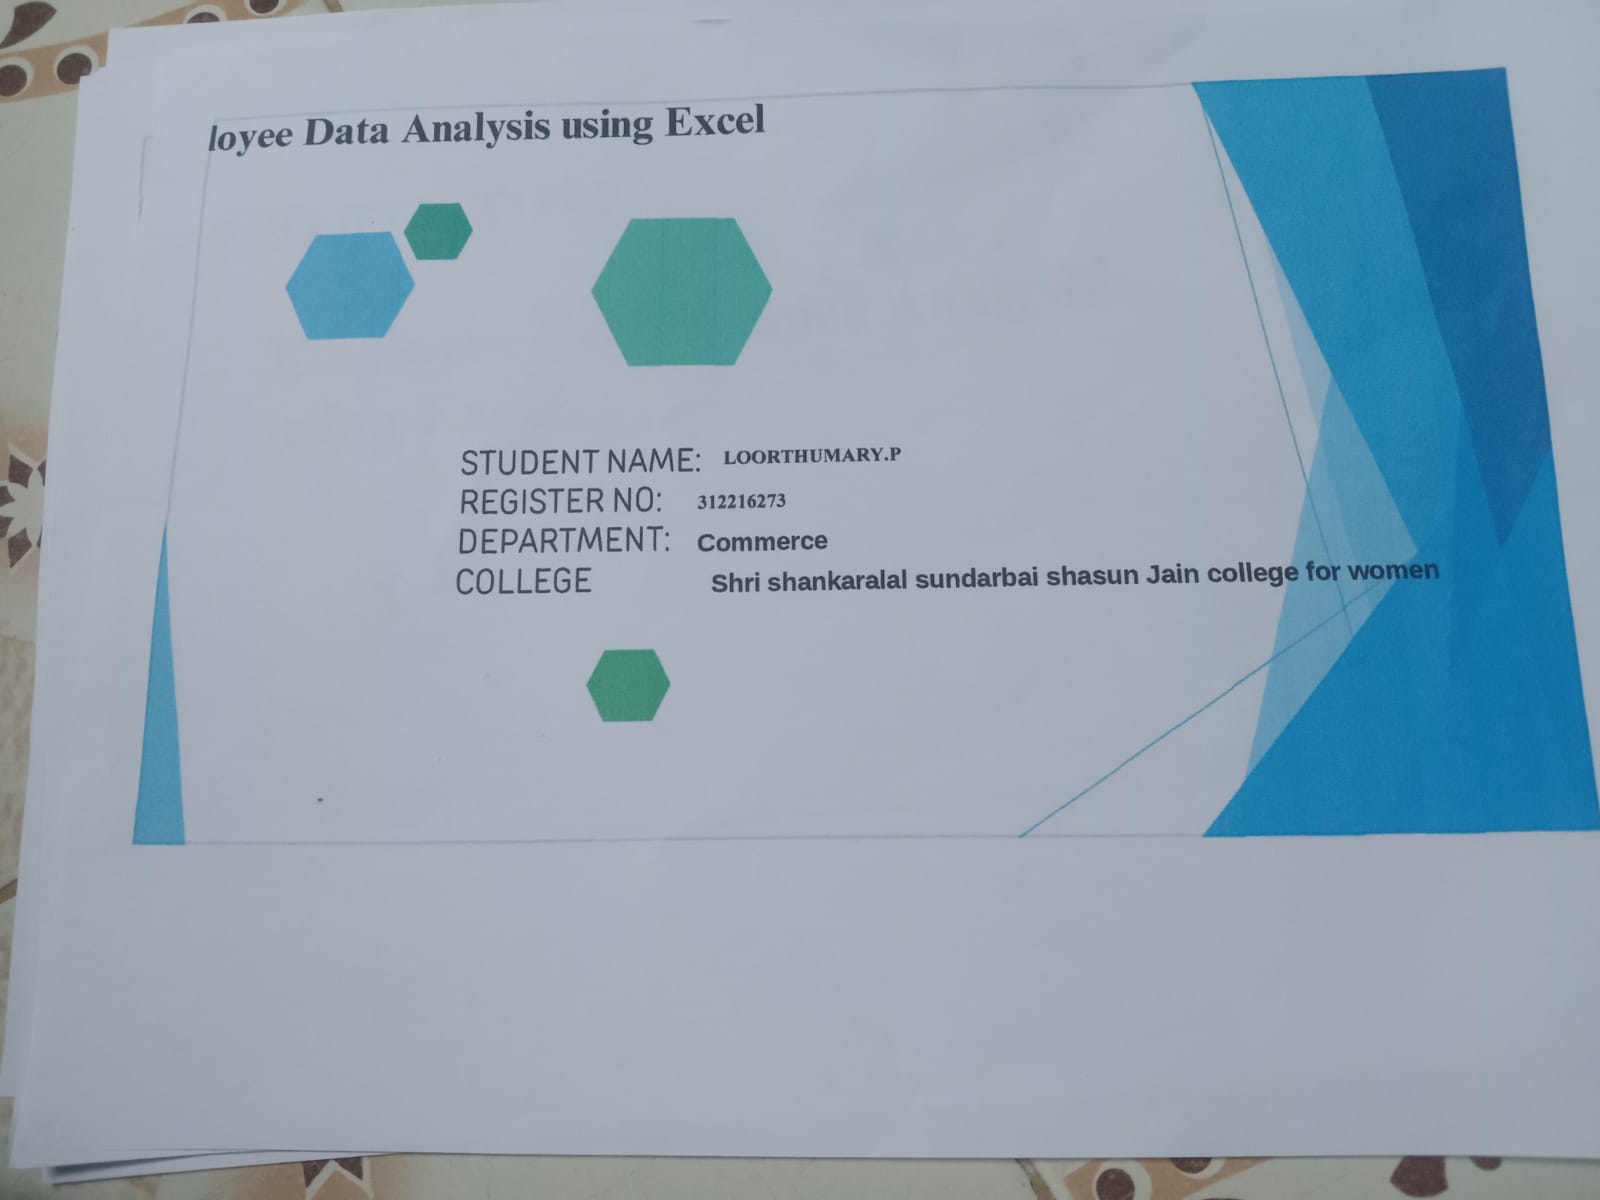 loyee Data Analysis using Excel
STUDENT NAME: LOORTHUMARY.P
REGISTER NO: 312216273
DEPARTMENT: Commerce
COLLEGE Shri shankaralal sundarbai shasun Jain college for women